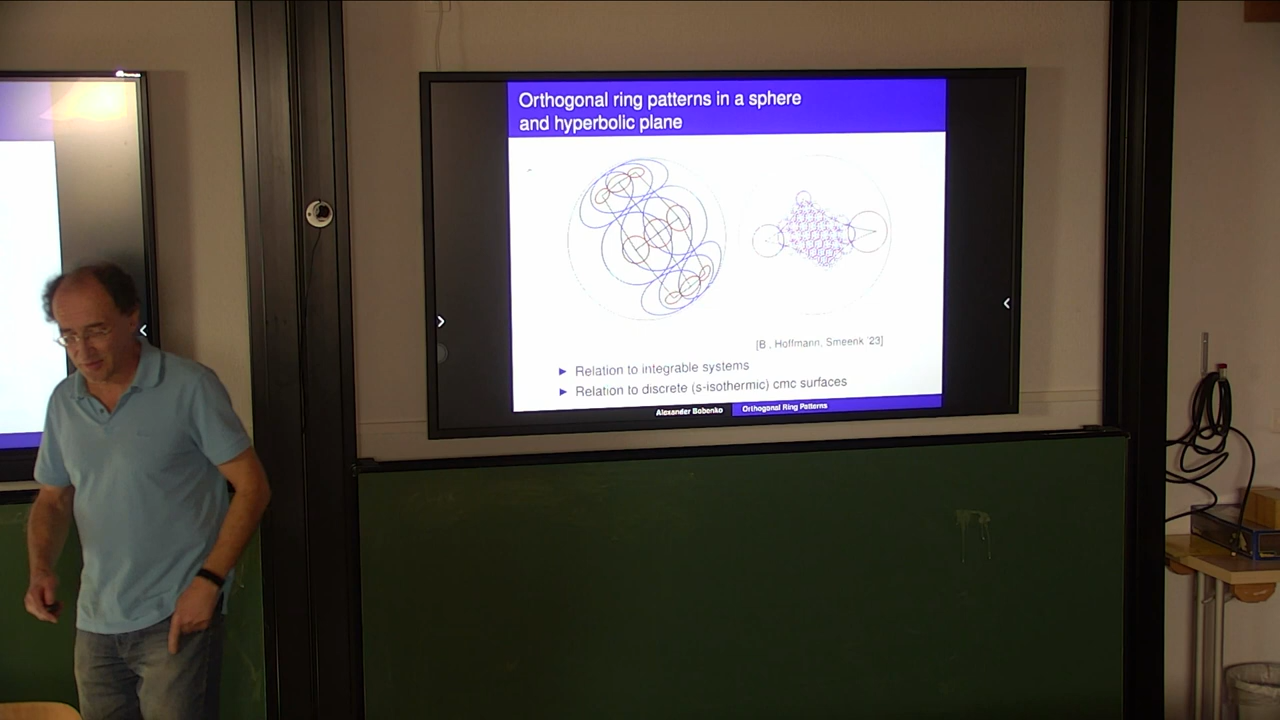 Orthogonal ring patterns in a sphere
and hyperbolic plane
[B., Hoffmann, Smeenk '23]
► Relation to integrable systems
► Relation to discrete (s-isothermic) cmc surfaces
Alexander Bobenko Orthogonal Ring Patterns